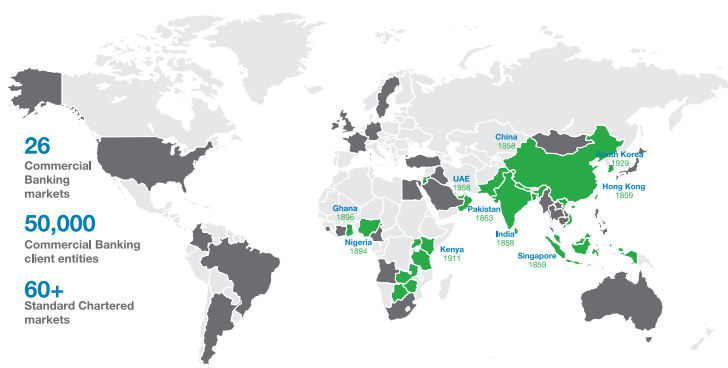 26
Commercial
Banking
markets
50,000
Commercial Banking
client entities
60+
Standard Chartered
markets
China
1858
South Korea
1929
UAE
1958
Hong Kong
1859
Pakistan
1863
Ghana
1896
Nigeria
1894
India
1858
Kenya
1911
Singapore
1859